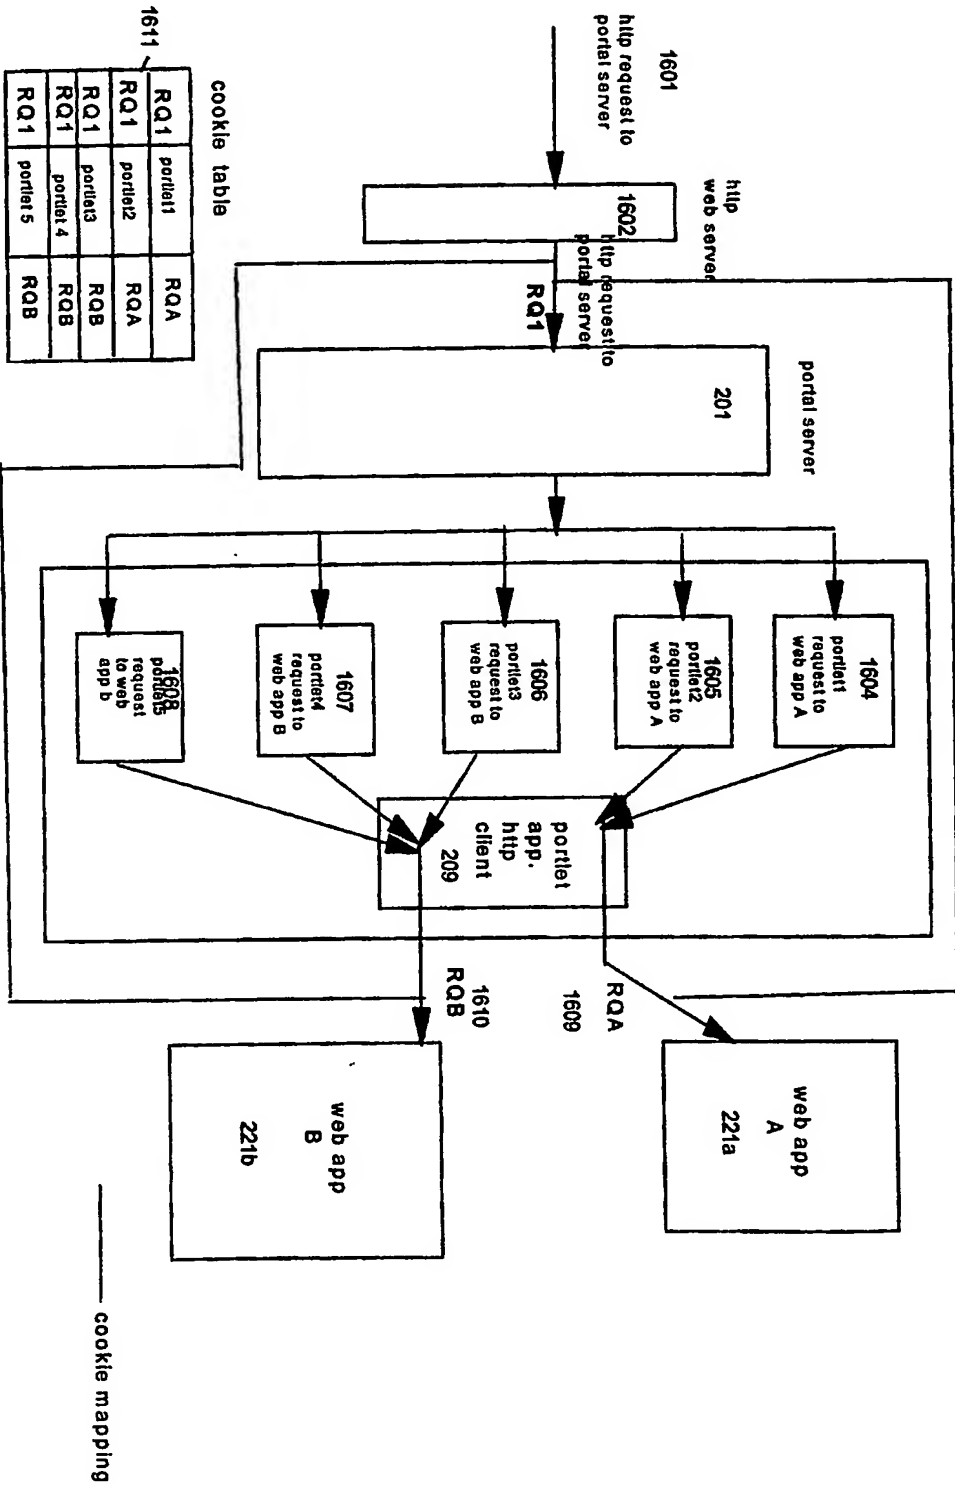 1601
http request to
portal server
http
web server
1602
http request to
portal server
RQ1
portal server
201
1604
portlet1
request to
web app A
1605
portlet2
request to
web app A
1606
portlet3
request to
web app B
1607
portlet4
request to
web app B
1608
portlet5
request
to web
app b
portlet
app.
http
client
209
RQA
1609
1610
RQB
web app
A
221a
web app
B
221b
cookie mapping
cookie table
1611
RQ1 portlet1 RQA
RQ1 portlet2 RQA
RQ1 portlet3 RQB
RQ1 portlet 4 RQB
RQ1 portlet 5 RQB